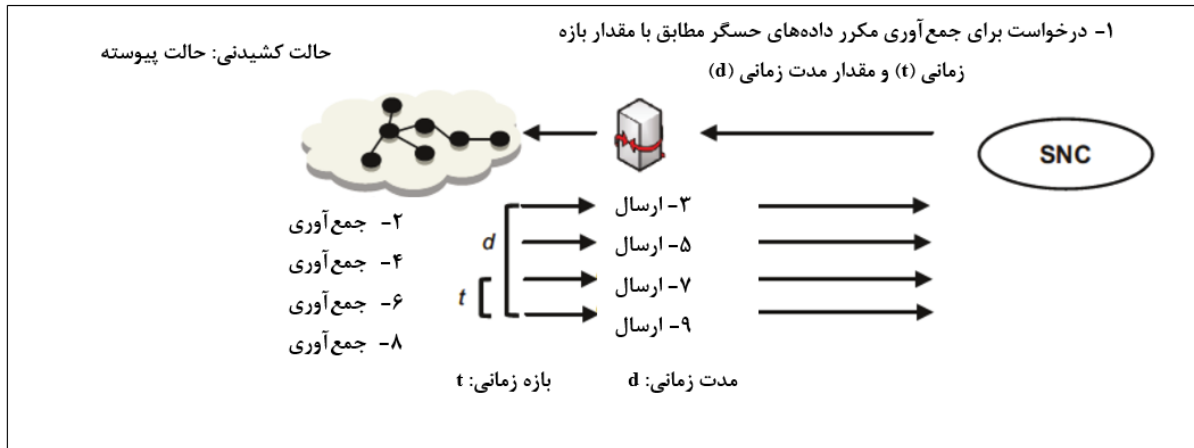 ۱- درخواست برای جمع‌آوری مکرر داده‌های حسگر مطابق با مقدار بازه
زمانی (t) و مقدار مدت زمانی (d)
حالت کشیدنی: حالت پیوسته
SNC
۲- جمع‌آوری
۳- ارسال
۴- جمع‌آوری
۵- ارسال
۶- جمع‌آوری
۷- ارسال
۸- جمع‌آوری
۹- ارسال
d
t
مدت زمانی: d
بازه زمانی: t